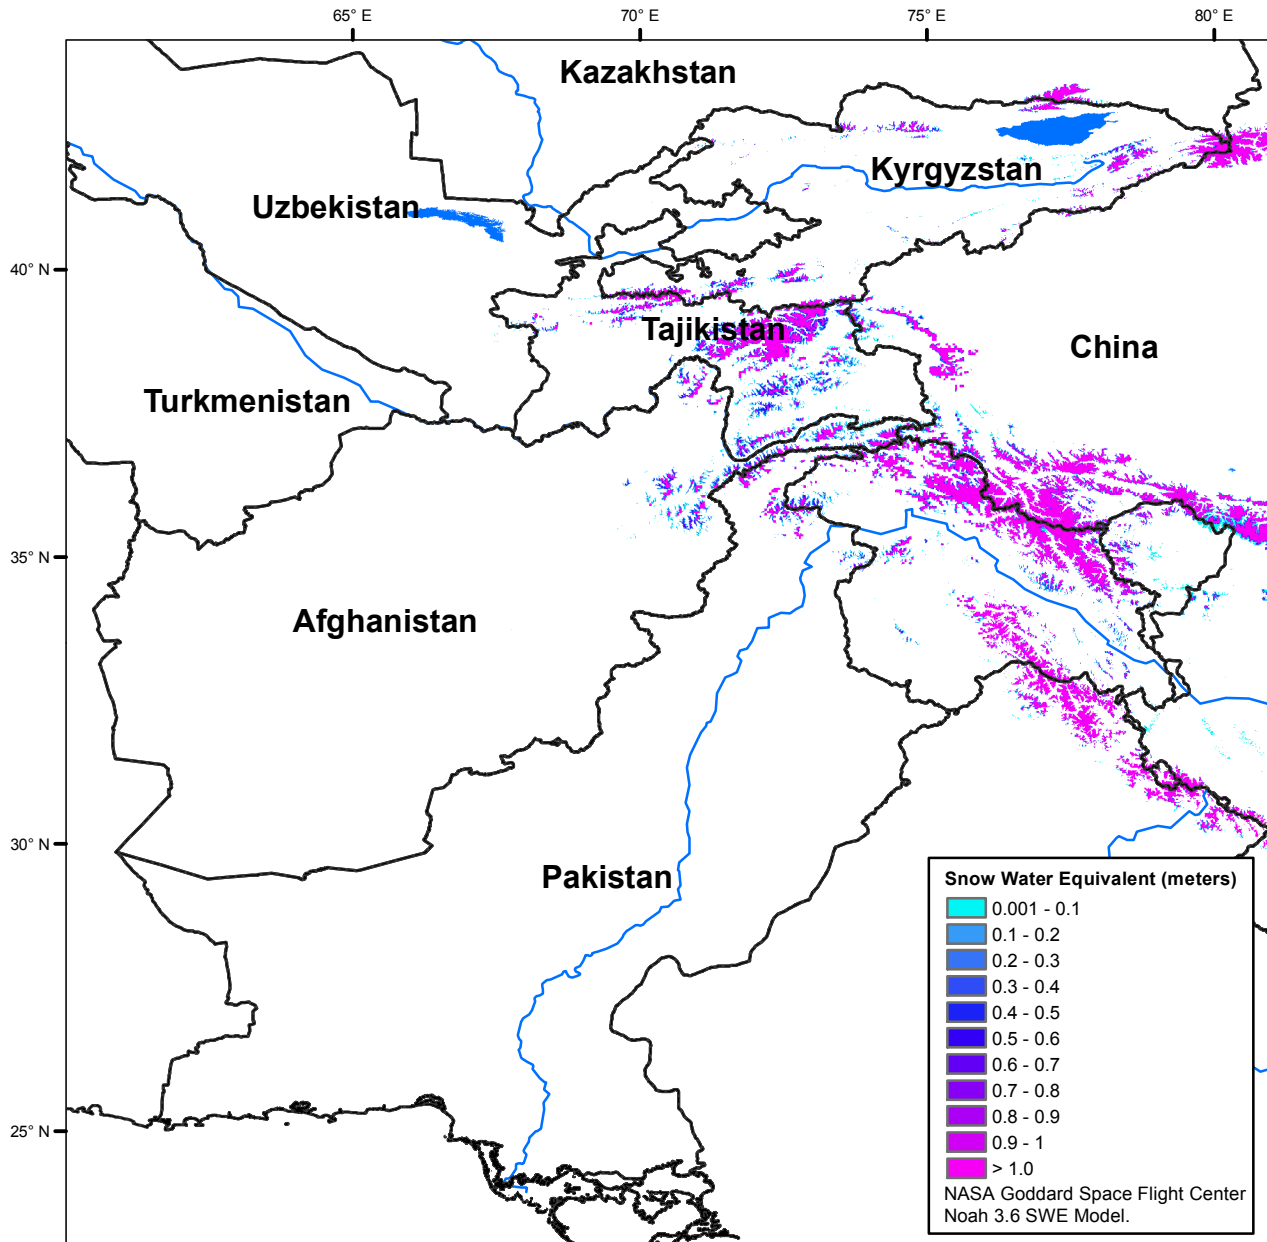 65° E
70° E
75° E
80° E
Kazakhstan
Kyrgyzstan
Uzbekistan
40° N
Tajikistan
China
Turkmenistan
35° N
Afghanistan
30° N
Pakistan
25° N
Snow Water Equivalent (meters)
0.001 - 0.1
0.1 - 0.2
0.2 - 0.3
0.3 - 0.4
0.4 - 0.5
0.5 - 0.6
0.6 - 0.7
0.7 - 0.8
0.8 - 0.9
0.9 - 1
> 1.0
NASA Goddard Space Flight Center
Noah 3.6 SWE Model.